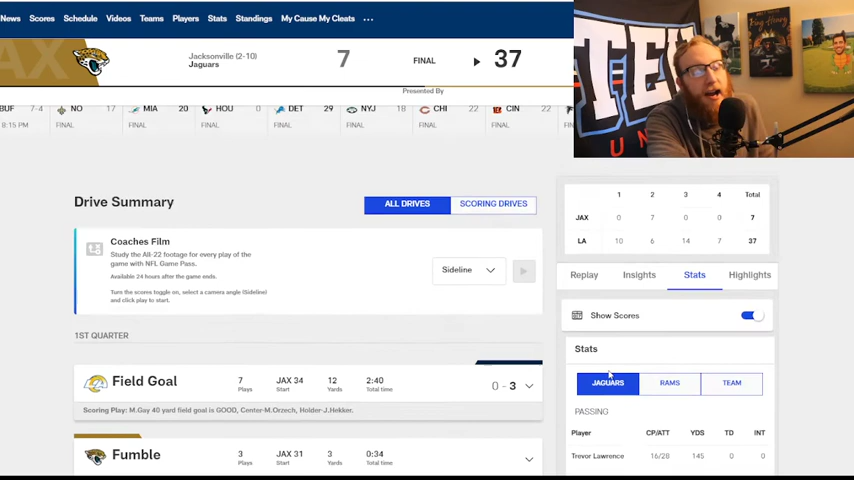 News Scores Schedule Videos Teams Players Stats Standings My Cause My Cleats ...
JAX
Jacksonville (2-10)
Jaguars
7 FINAL 37
Presented By
BUF 7-4 NO 17 MIA 20 HOU 0 DET 29 NYJ 18 CHI 22 CIN 22
8:15 PM FINAL FINAL FINAL FINAL FINAL FINAL FINAL
Drive Summary
ALL DRIVES SCORING DRIVES
Coaches Film
Study the All-22 footage for every play of the
game with NFL Game Pass.
Available 24 hours after the game ends.
Turn the scores toggle on, select a camera angle (Sideline)
and click play to start.
Sideline
1ST QUARTER
Field Goal
7 JAX 34 12 2:40
Plays Start Yards Total time
0 - 3
Scoring Play: M.Gay 40 yard field goal is GOOD, Center-M.Orzech, Holder-J.Hekker.
Fumble
3 JAX 31 3 0:34
Plays Start Yards Total time
1 2 3 4 Total
JAX 0 7 0 0 7
LA 10 6 14 7 37
Replay Insights Stats Highlights
Show Scores
Stats
JAGUARS RAMS TEAM
PASSING
Player CP/ATT YDS TD INT
Trevor Lawrence 16/28 145 0 0